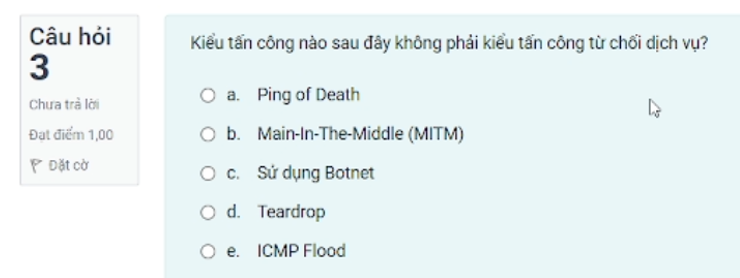 Câu hỏi
3
Chưa trả lời
Đạt điểm 1,00
Đặt cờ
Kiểu tấn công nào sau đây không phải kiểu tấn công từ chối dịch vụ?
a. Ping of Death
b. Main-In-The-Middle (MITM)
c. Sử dụng Botnet
d. Teardrop
e. ICMP Flood